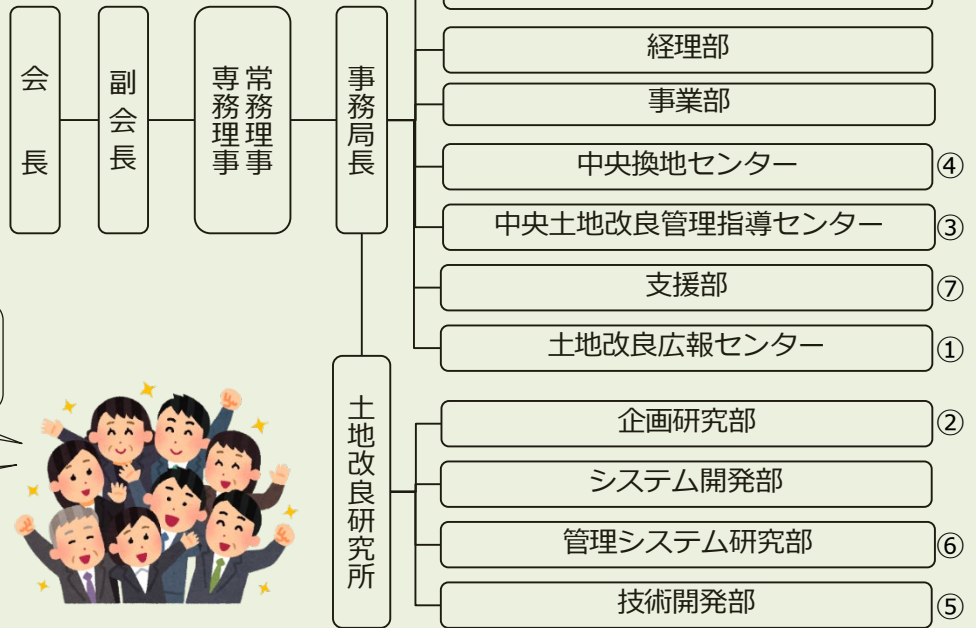 会長
副会長
常務理事
専務理事
事務局長
経理部
事業部
中央換地センター ④
中央土地改良管理指導センター ③
支援部 ⑦
土地改良広報センター ①
土地改良研究所
企画研究部 ②
システム開発部
管理システム研究部 ⑥
技術開発部 ⑤